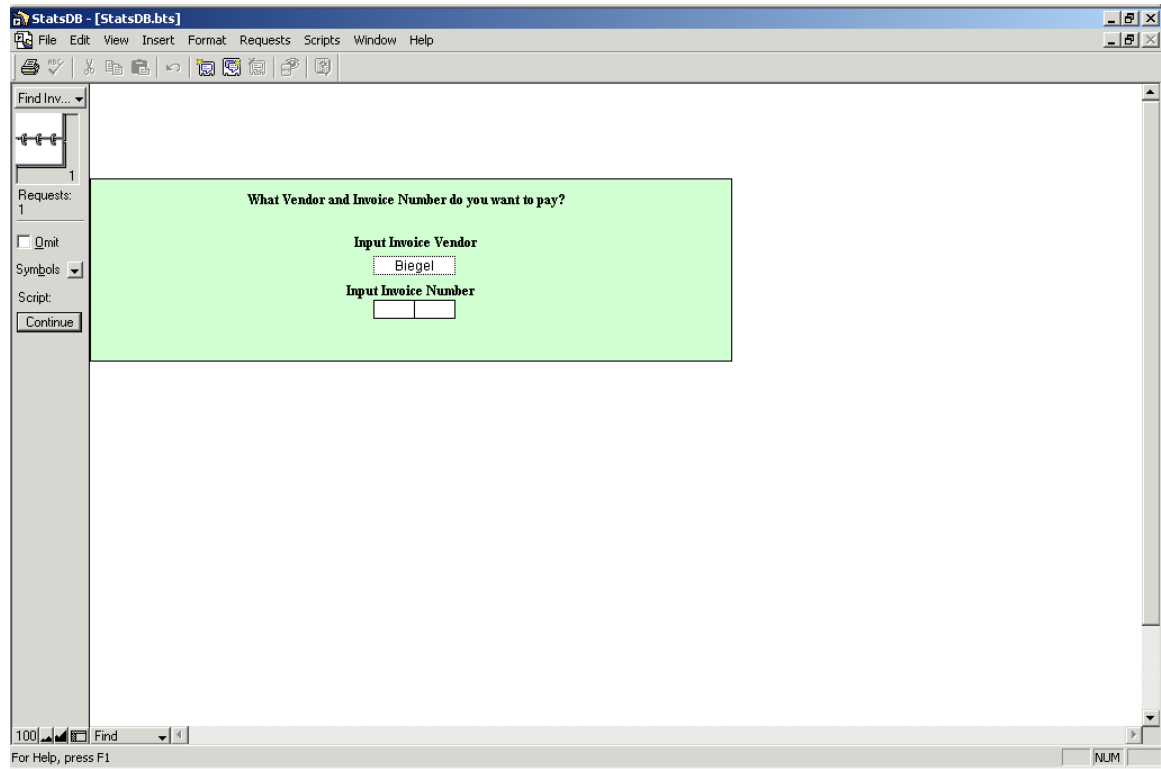 StatsDB - [StatsDB.bts]
File Edit View Insert Format Requests Scripts Window Help
ABC
Find Inv...
1
Requests:
1
Omit
Symbols
Script:
Continue
What Vendor and Invoice Number do you want to pay?
Input Invoice Vendor
Biegel
Input Invoice Number
100 Find
For Help, press F1 NUM